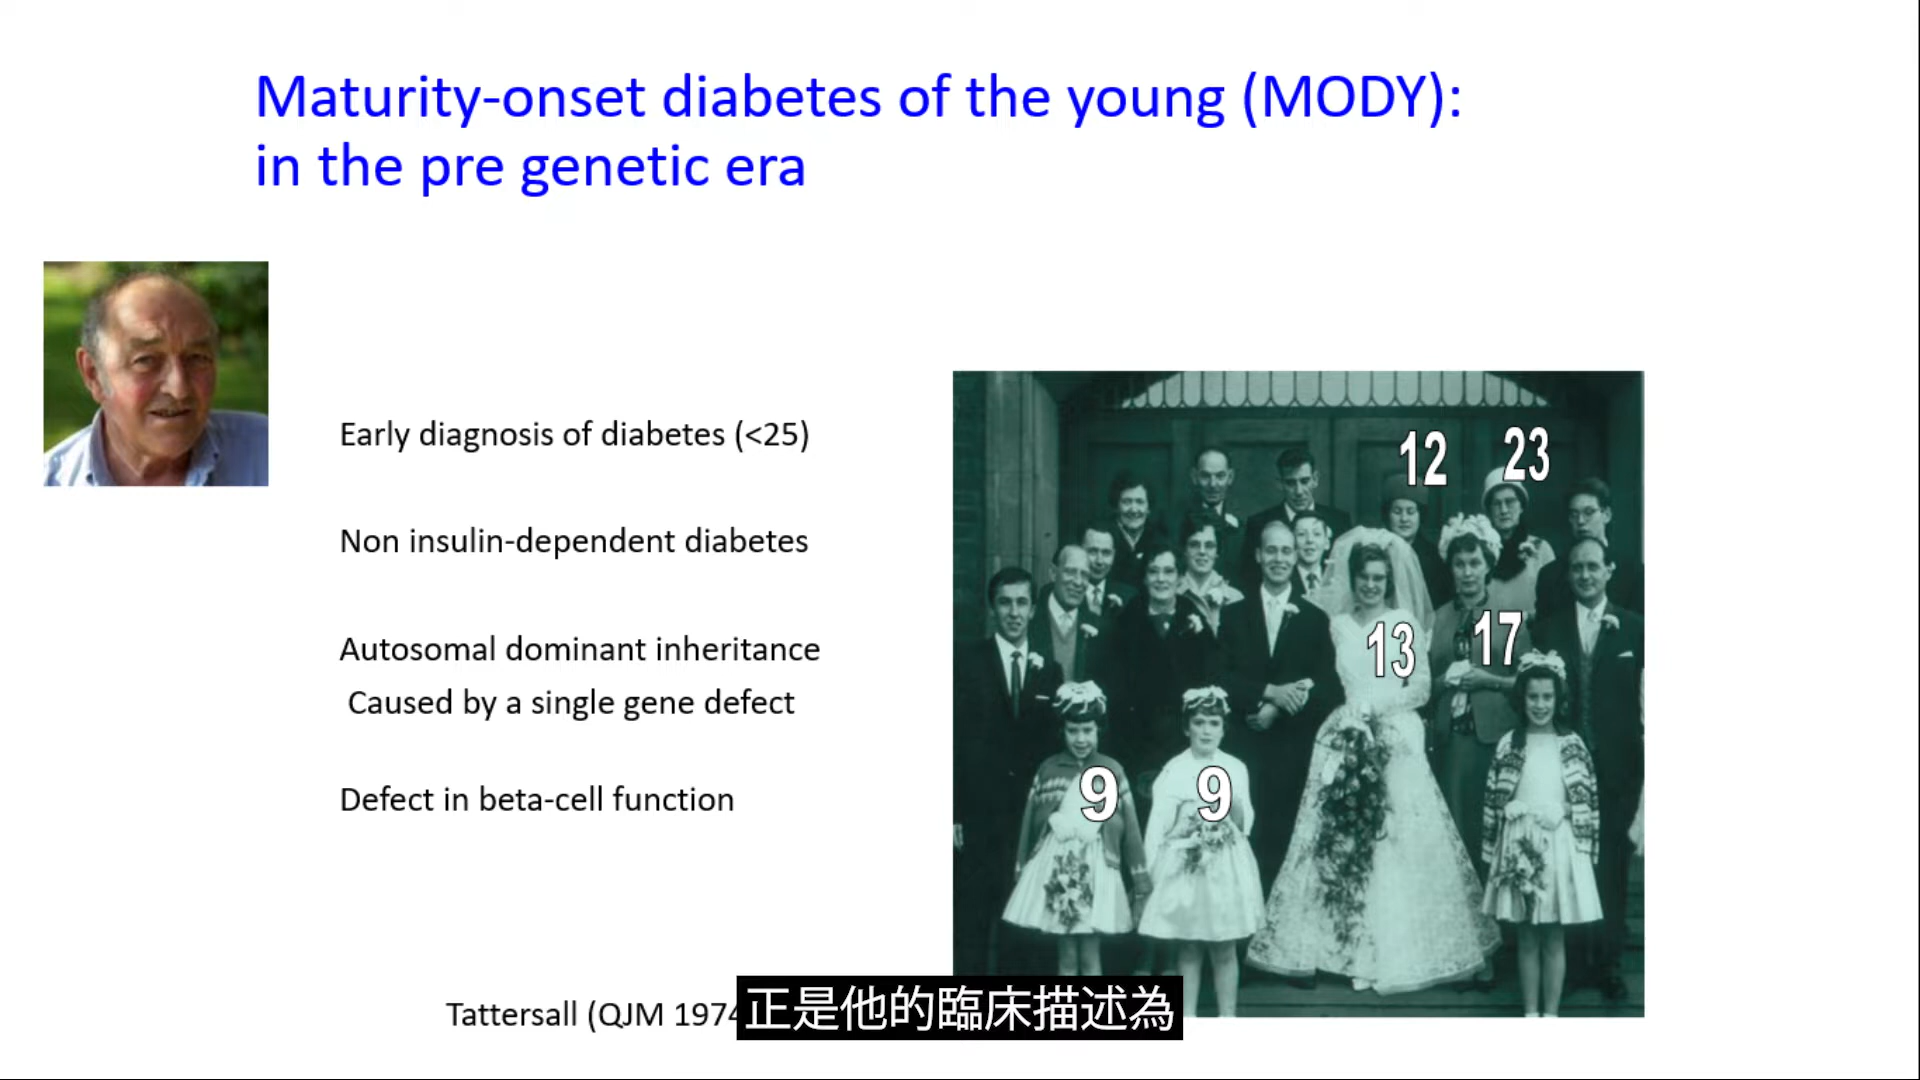 Maturity-onset diabetes of the young (MODY):
in the pre genetic era
Early diagnosis of diabetes (<25)
Non insulin-dependent diabetes
Autosomal dominant inheritance
Caused by a single gene defect
Defect in beta-cell function
12
23
13
17
9
9
Tattersall (QJM 1974
正是他的臨床描述為